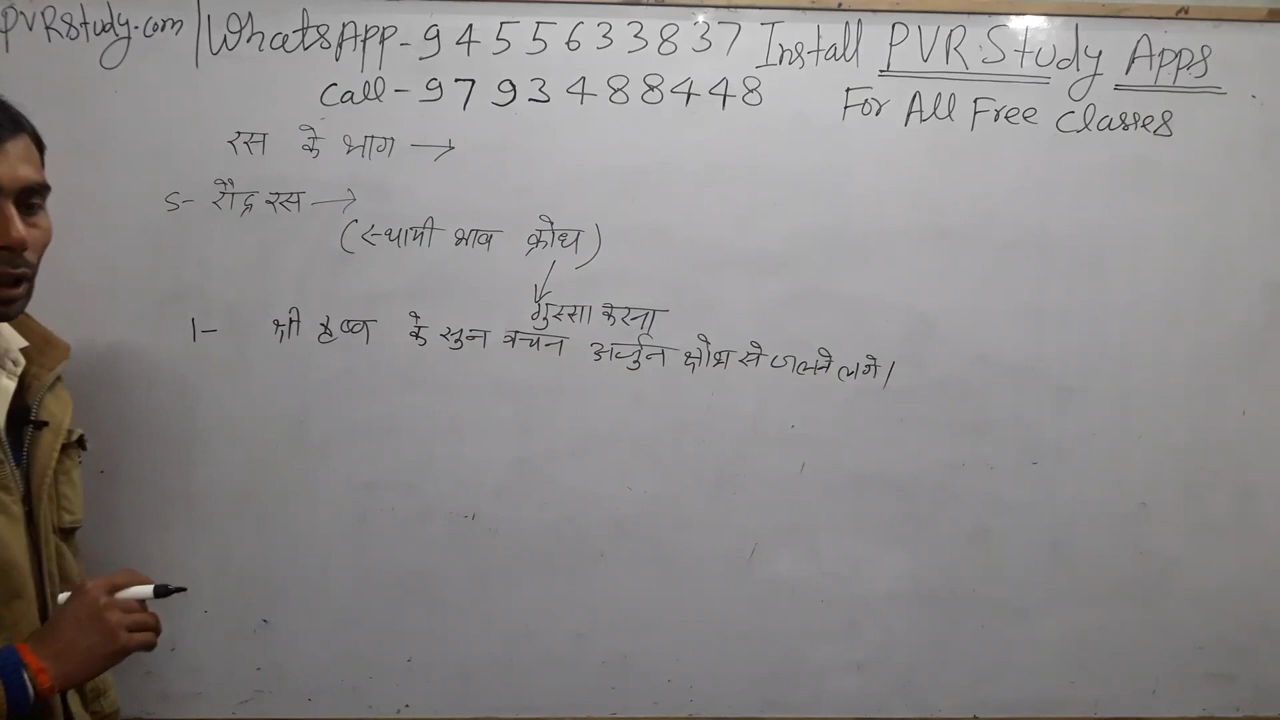 PVRStudy.com | WhatsApp - 9455633837 Install PVR Study Apps
Call - 9793488448 For All Free Classes
रस के भाग →
5- रौद्र रस →
(स्थायी भाव क्रोध)
गुस्सा करना
1- श्री कृष्ण के सुन वचन अर्जुन क्षोभ से जलने लगे।